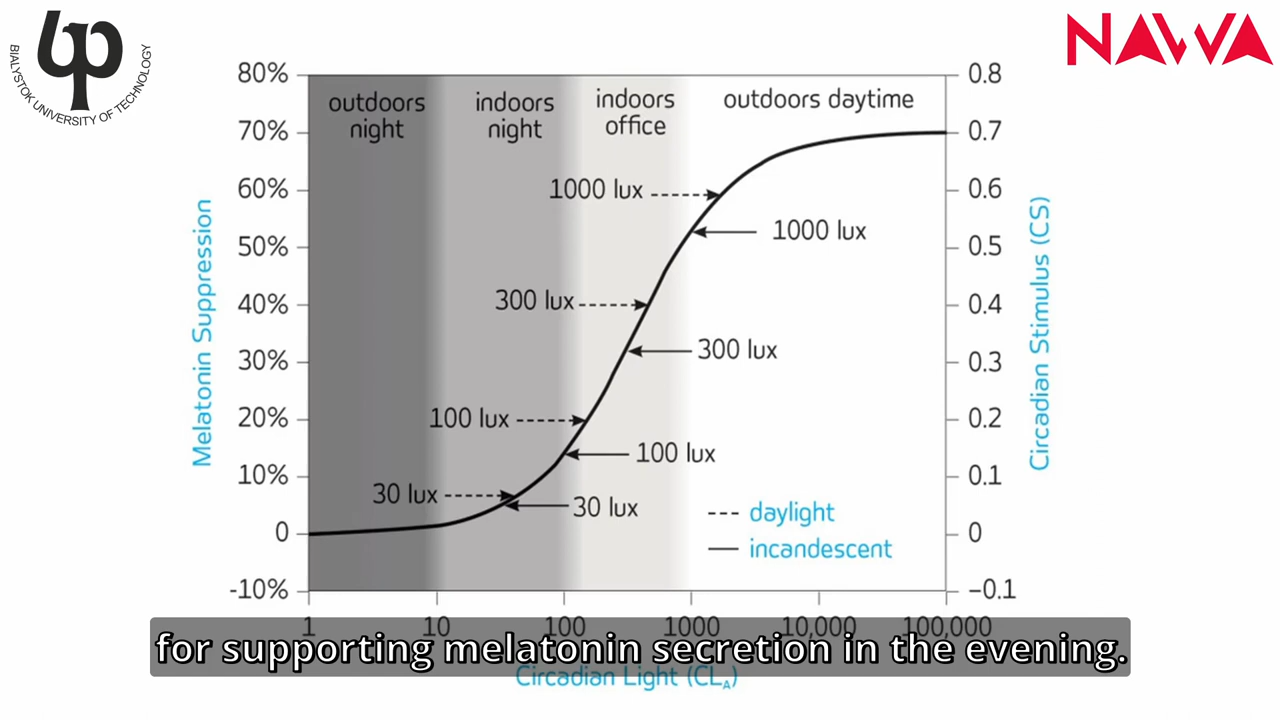 BIALYSTOK UNIVERSITY OF TECHNOLOGY
NAWA
80%
70%
60%
50%
40%
30%
20%
10%
0
-10%
Melatonin Suppression
outdoors
night
indoors
night
indoors
office
outdoors daytime
1000 lux
1000 lux
300 lux
300 lux
100 lux
100 lux
30 lux
30 lux
daylight
incandescent
0.8
0.7
0.6
0.5
0.4
0.3
0.2
0.1
0
−0.1
Circadian Stimulus (CS)
1 10 100 1000 10,000 100,000
for supporting melatonin secretion in the evening.
Circadian Light (CLA)